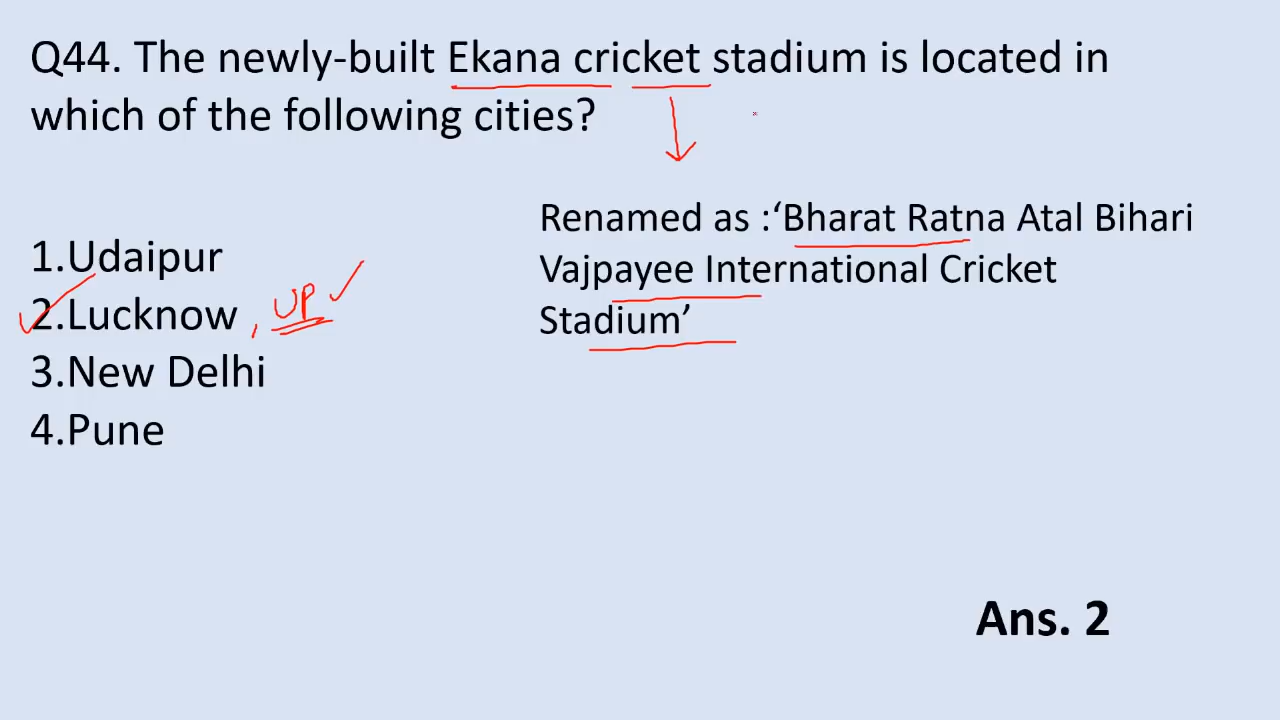 Q44. The newly-built Ekana cricket stadium is located in
which of the following cities?
Renamed as :‘Bharat Ratna Atal Bihari
Vajpayee International Cricket
Stadium’
1.Udaipur
2.Lucknow , UP
3.New Delhi
4.Pune
Ans. 2